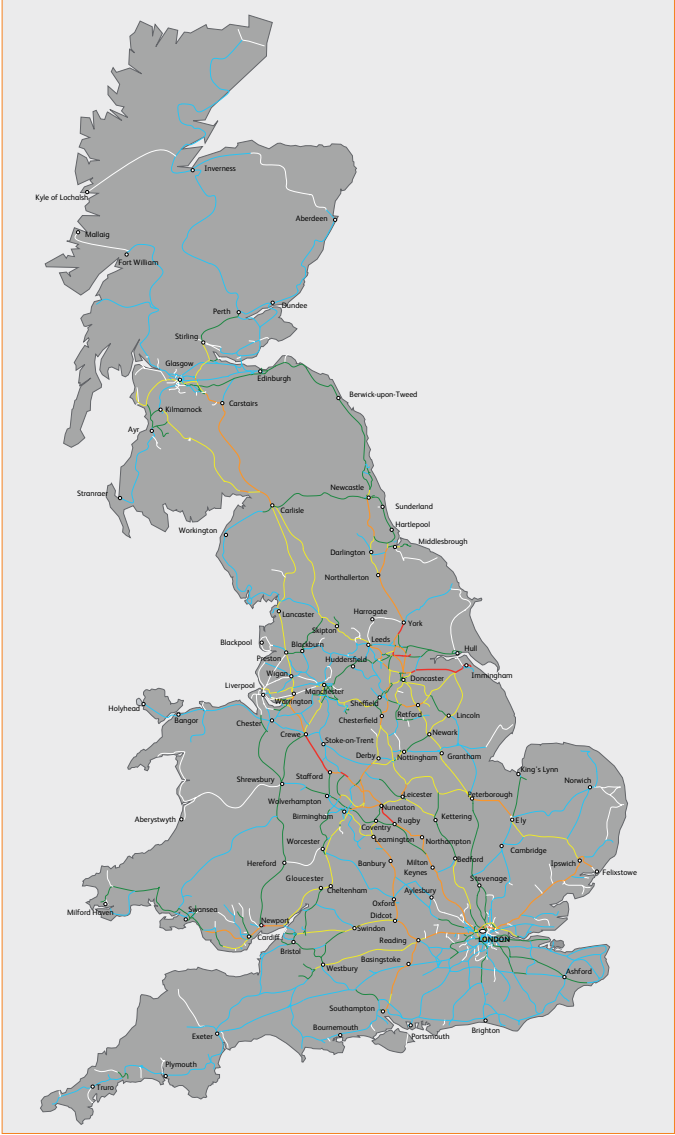 Inverness
Kyle of Lochalsh
Aberdeen
Mallaig
Fort William
Dundee
Perth
Stirling
Glasgow
Edinburgh
Berwick-upon-Tweed
Carstairs
Kilmarnock
Ayr
Newcastle
Stranraer
Sunderland
Carlisle
Hartlepool
Workington
Middlesbrough
Darlington
Northallerton
Lancaster
Harrogate
York
Skipton
Blackpool
Blackburn
Leeds
Hull
Preston
Huddersfield
Wigan
Immingham
Doncaster
Liverpool
Manchester
Warrington
Sheffield
Holyhead
Bangor
Chester
Chesterfield
Retford
Lincoln
Crewe
Stoke-on-Trent
Newark
Derby
Nottingham
Grantham
King's Lynn
Stafford
Norwich
Shrewsbury
Wolverhampton
Leicester
Peterborough
Birmingham
Nuneaton
Aberystwyth
Coventry
Rugby
Kettering
Ely
Worcester
Leamington
Northampton
Cambridge
Hereford
Banbury
Milton
Keynes
Bedford
Ipswich
Felixstowe
Gloucester
Cheltenham
Stevenage
Aylesbury
Oxford
Milford Haven
Swansea
Newport
Didcot
Swindon
Cardiff
Reading
LONDON
Bristol
Basingstoke
Westbury
Ashford
Southampton
Bournemouth
Portsmouth
Brighton
Exeter
Plymouth
Truro